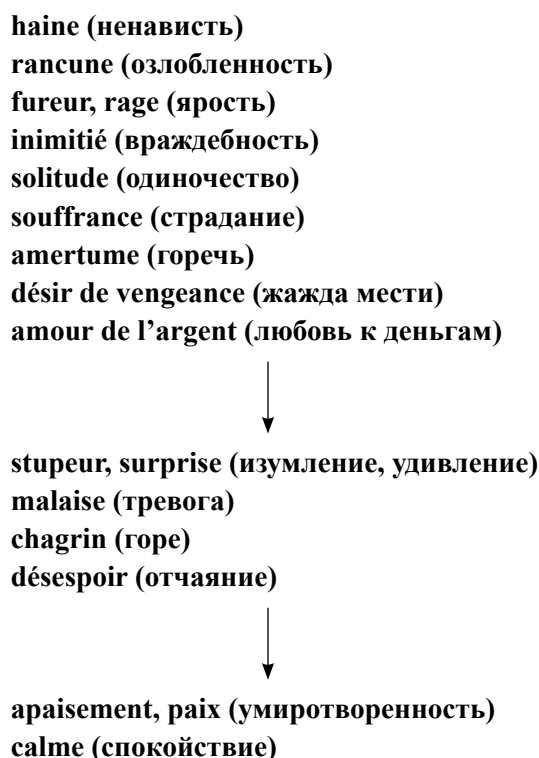 haine (ненависть)
rancune (озлобленность)
fureur, rage (ярость)
inimitié (враждебность)
solitude (одиночество)
souffrance (страдание)
amertume (горечь)
désir de vengeance (жажда мести)
amour de l’argent (любовь к деньгам)
stupeur, surprise (изумление, удивление)
malaise (тревога)
chagrin (горе)
désespoir (отчаяние)
apaisement, paix (умиротворенность)
calme (спокойствие)